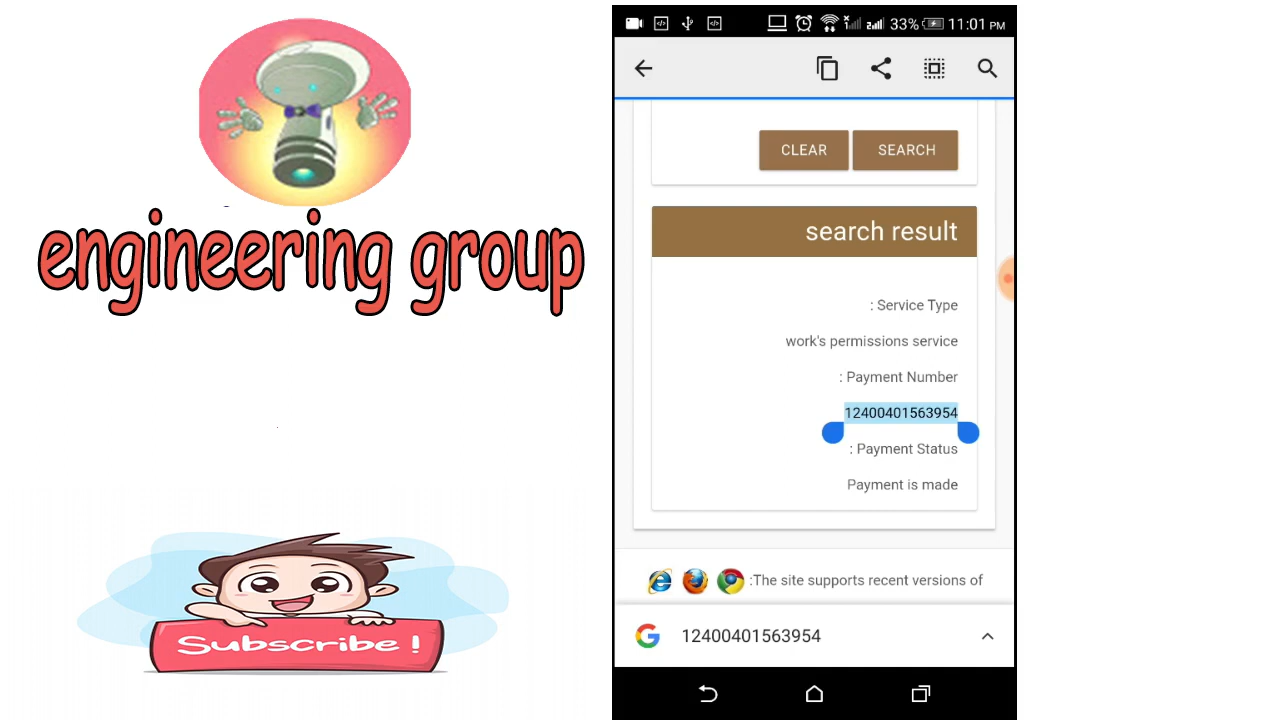 engineering group
Subscribe !
33% 11:01 PM
CLEAR SEARCH
search result
: Service Type
work's permissions service
: Payment Number
12400401563954
: Payment Status
Payment is made
:The site supports recent versions of
12400401563954